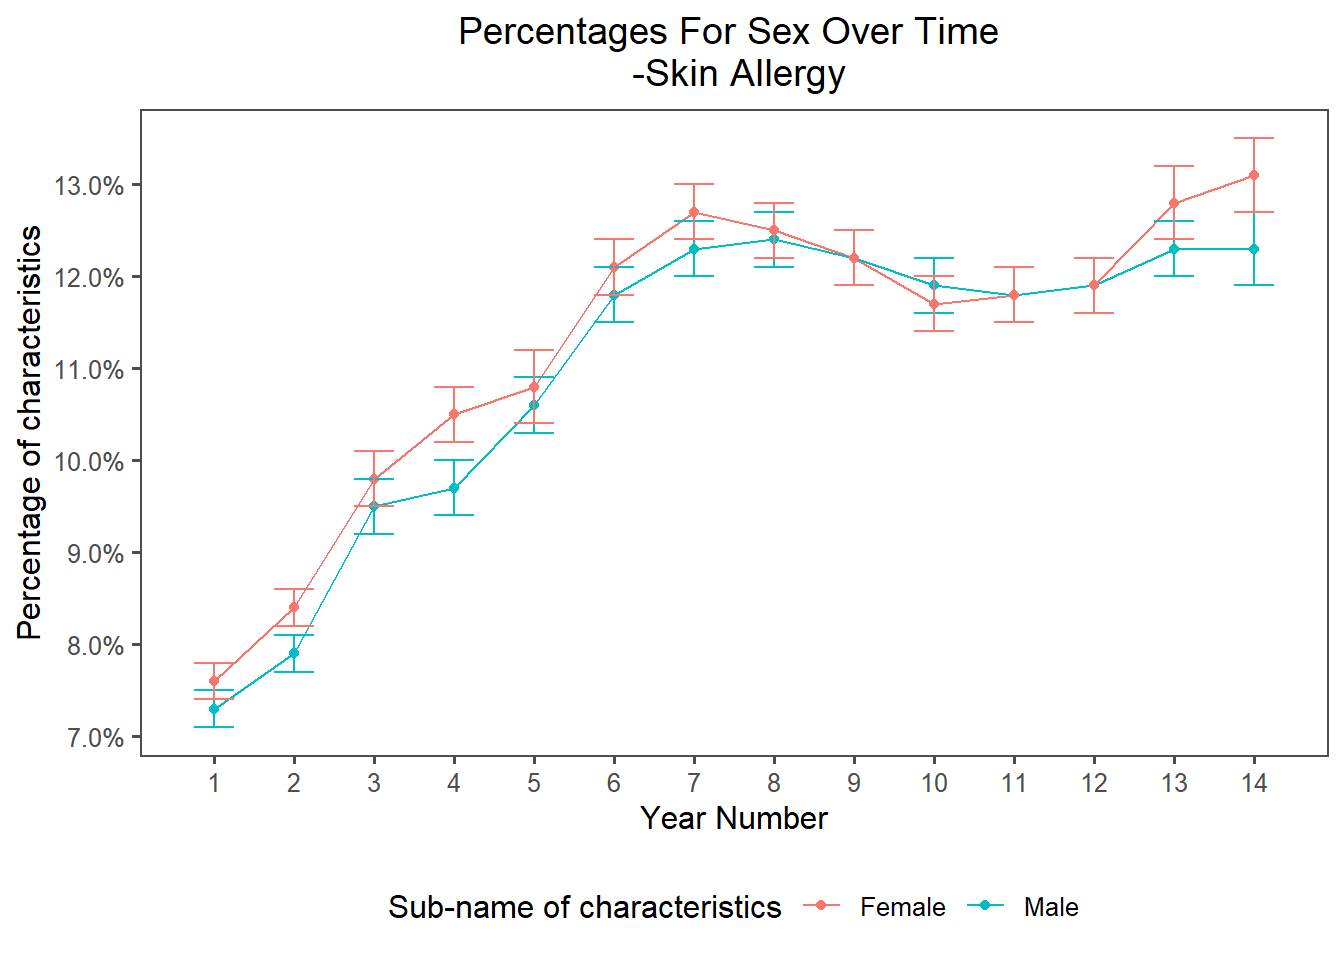 Percentages For Sex Over Time
-Skin Allergy
Percentage of characteristics
13.0%
12.0%
11.0%
10.0%
9.0%
8.0%
7.0%
1 2 3 4 5 6 7 8 9 10 11 12 13 14
Year Number
Sub-name of characteristics Female Male